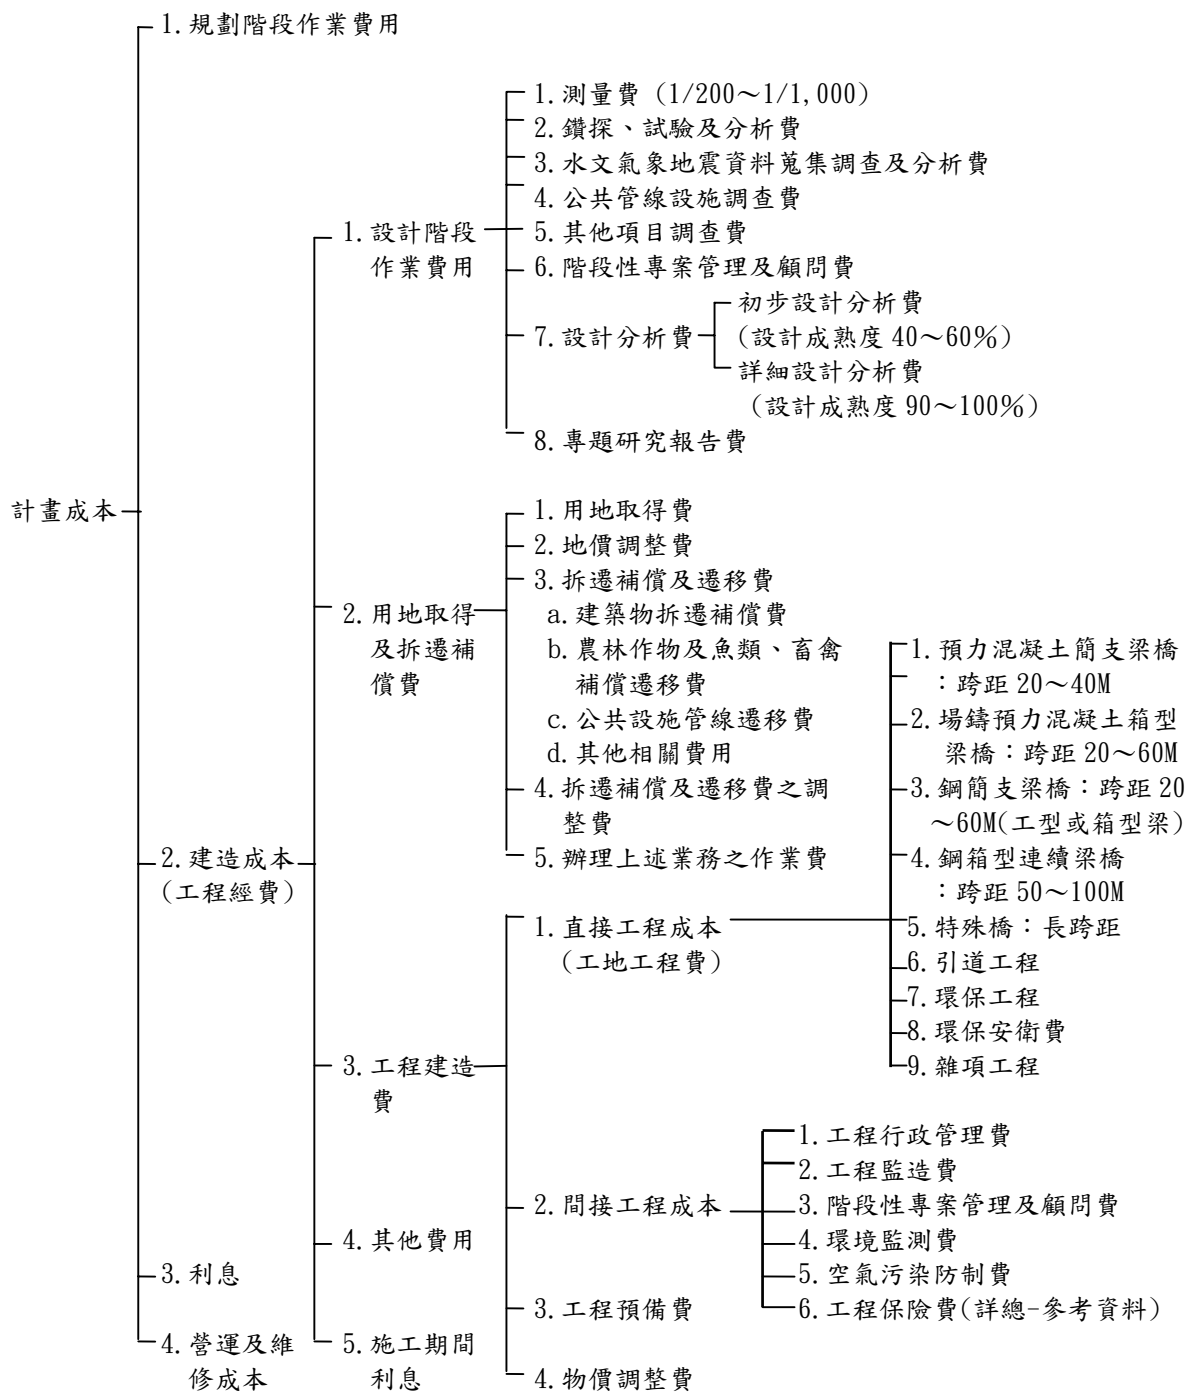 計畫成本
1.規劃階段作業費用
2.建造成本
(工程經費)
3.利息
4.營運及維
修成本
1.設計階段
作業費用
2.用地取得
及拆遷補
償費
3.工程建造
費
4.其他費用
5.施工期間
利息
1.測量費 (1/200～1/1,000)
2.鑽探、試驗及分析費
3.水文氣象地震資料蒐集調查及分析費
4.公共管線設施調查費
5.其他項目調查費
6.階段性專案管理及顧問費
7.設計分析費
初步設計分析費
(設計成熟度 40～60%)
詳細設計分析費
(設計成熟度 90～100%)
8.專題研究報告費
1.用地取得費
2.地價調整費
3.拆遷補償及遷移費
a.建築物拆遷補償費
b.農林作物及魚類、畜禽
補償遷移費
c.公共設施管線遷移費
d.其他相關費用
4.拆遷補償及遷移費之調
整費
5.辦理上述業務之作業費
1.直接工程成本
(工地工程費)
2.間接工程成本
3.工程預備費
4.物價調整費
1.預力混凝土簡支梁橋
：跨距 20～40M
2.場鑄預力混凝土箱型
梁橋：跨距 20～60M
3.鋼簡支梁橋：跨距 20
～60M(工型或箱型梁)
4.鋼箱型連續梁橋
：跨距 50～100M
5.特殊橋：長跨距
6.引道工程
7.環保工程
8.環保安衛費
9.雜項工程
1.工程行政管理費
2.工程監造費
3.階段性專案管理及顧問費
4.環境監測費
5.空氣污染防制費
6.工程保險費(詳總-參考資料)